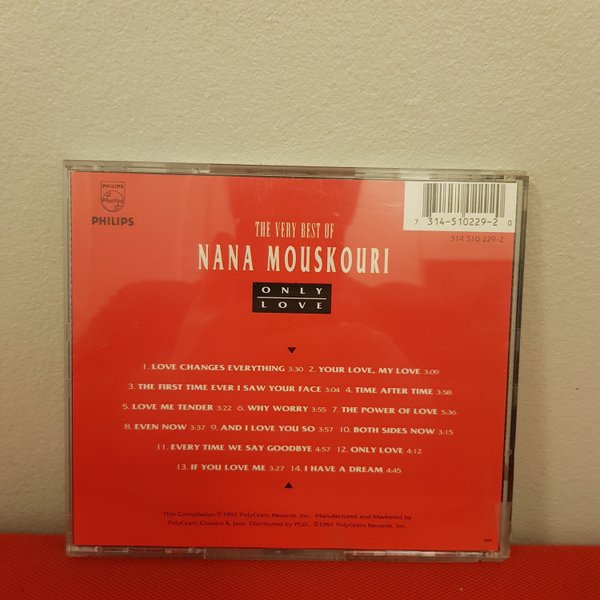 PHILIPS
PHILIPS
7 314-510229-2 0
314 510 229-2
THE VERY BEST OF
NANA MOUSKOURI
ONLY
LOVE
1. LOVE CHANGES EVERYTHING 3:30 2. YOUR LOVE, MY LOVE 3:09
3. THE FIRST TIME EVER I SAW YOUR FACE 3:04 4. TIME AFTER TIME 3:58
5. LOVE ME TENDER 3:22 6. WHY WORRY 3:55 7. THE POWER OF LOVE 5:36
8. EVEN NOW 3:37 9. AND I LOVE YOU SO 3:57 10. BOTH SIDES NOW 3:15
11. EVERY TIME WE SAY GOODBYE 4:57 12. ONLY LOVE 4:12
13. IF YOU LOVE ME 3:27 14. I HAVE A DREAM 4:45
This Compilation ©1991 PolyGram Records, Inc. Manufactured and Marketed by
PolyGram Classics & Jazz, Distributed by PGD. ©1991 PolyGram Records, Inc.